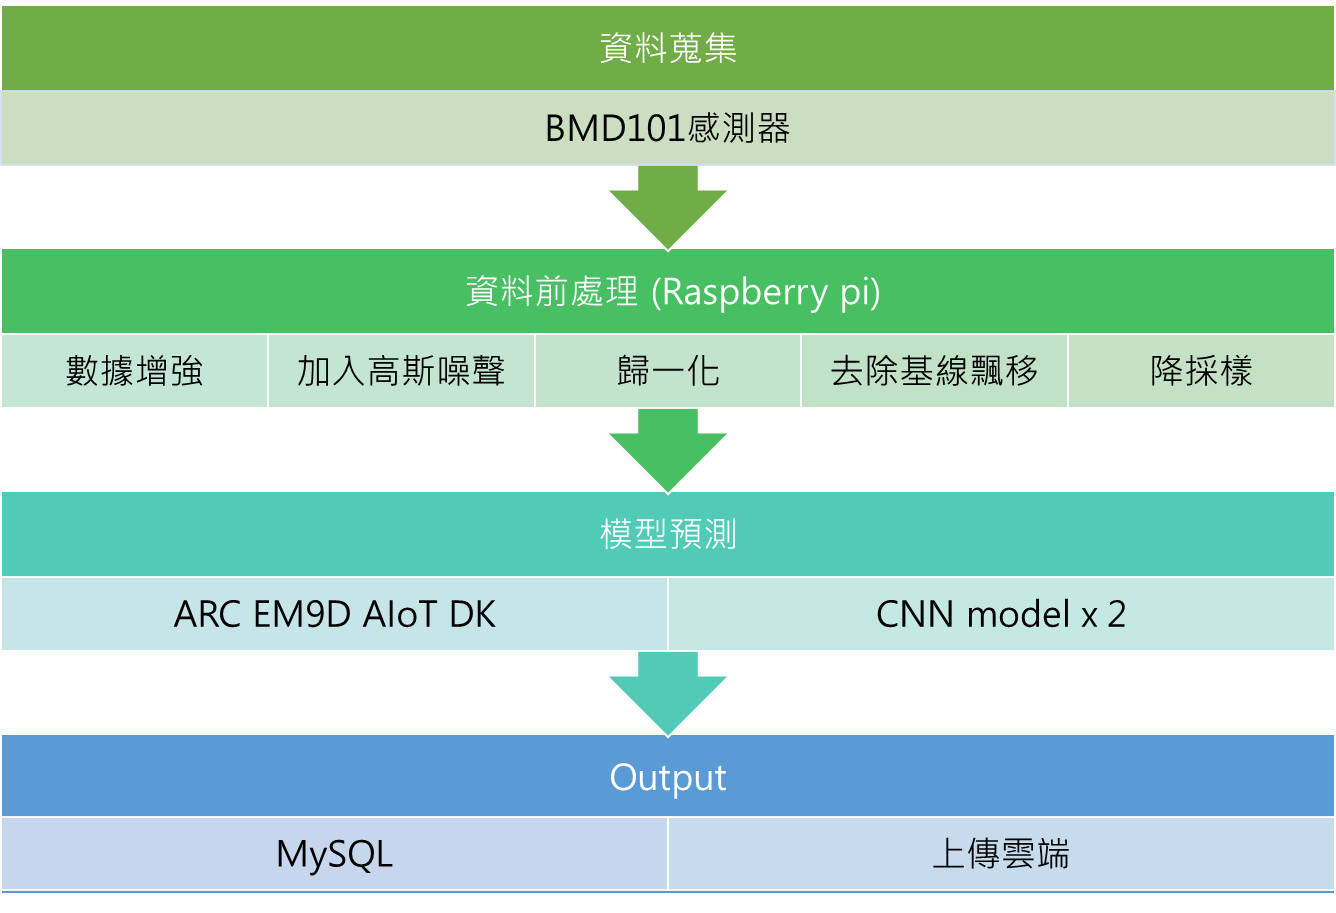 資料蒐集
BMD101感測器
資料前處理 (Raspberry pi)
數據增強
加入高斯噪聲
歸一化
去除基線飄移
降採樣
模型預測
ARC EM9D AIoT DK
CNN model x 2
Output
MySQL
上傳雲端